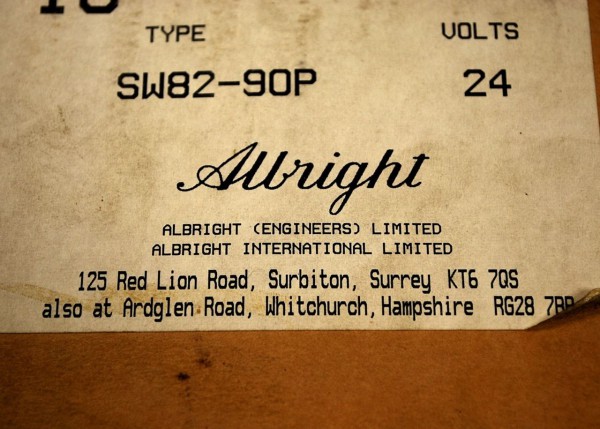 TYPE VOLTS
SW82-90P 24
Albright
ALBRIGHT (ENGINEERS) LIMITED
ALBRIGHT INTERNATIONAL LIMITED
125 Red Lion Road, Surbiton, Surrey KT6 7QS
also at Ardglen Road, Whitchurch, Hampshire RG28